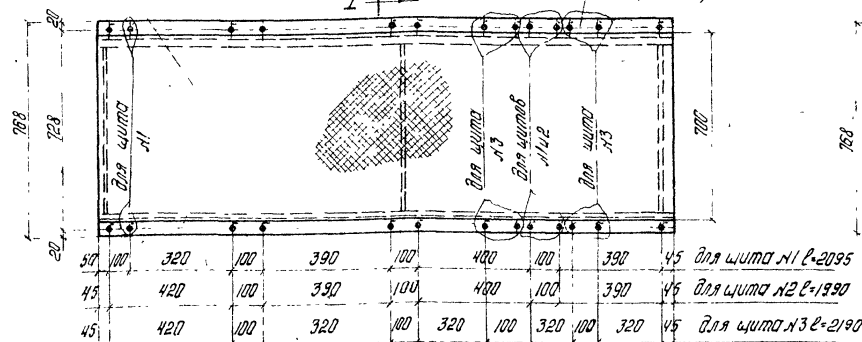 I
20
768
728
20
для щита
N1
для щита
N3
для щитов
N1 и 2
для щита
N3
700
768
50 100 320 100 390 100 400 100 390 45 для щита N1 ℓ=2095
45 420 100 390 100 400 100 390 45 для щита N2 ℓ=1990
45 420 100 320 100 320 100 320 100 320 45 для щита N3 ℓ=2190